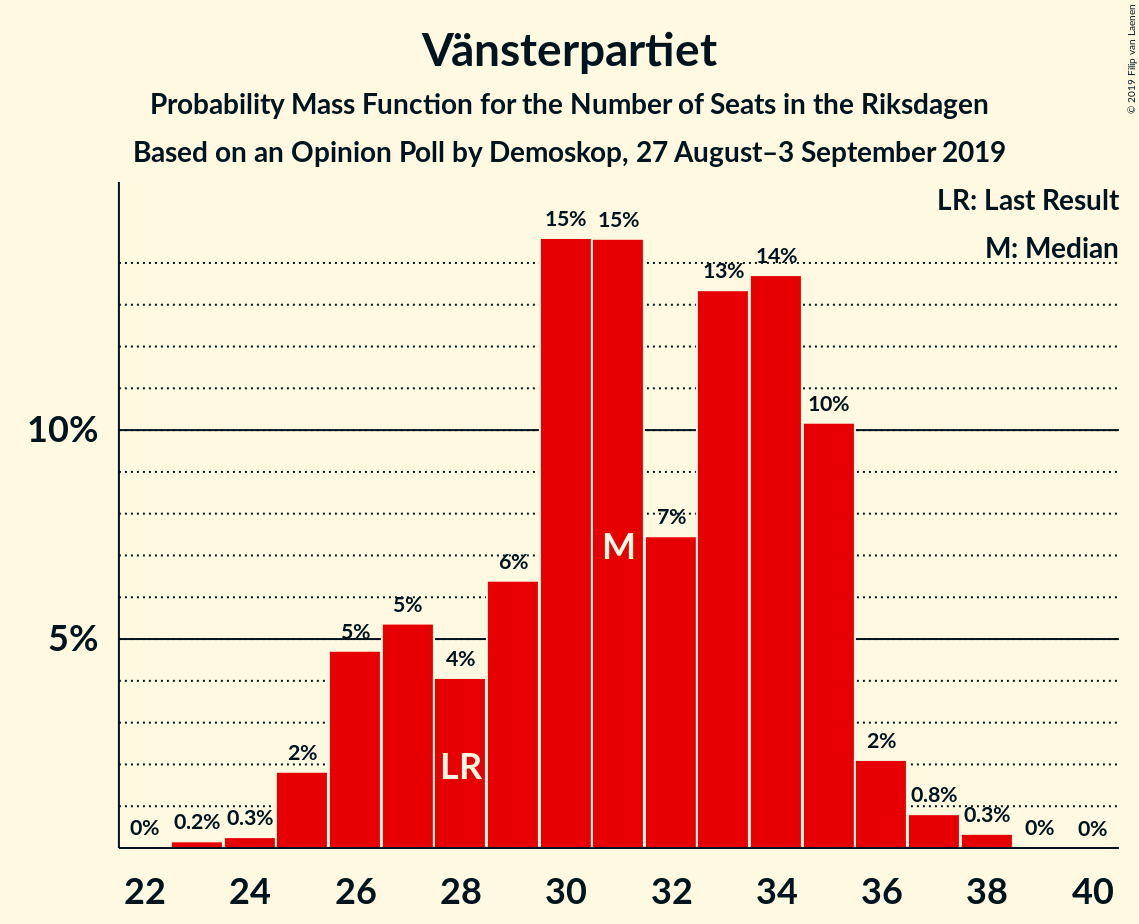 Vänsterpartiet
Probability Mass Function for the Number of Seats in the Riksdagen
Based on an Opinion Poll by Demoskop, 27 August–3 September 2019
© 2019 Filip van Laenen
LR: Last Result
M: Median
10%
5%
0%
0.2%
0.3%
2%
5%
5%
4%
6%
15%
15%
7%
13%
14%
10%
2%
0.8%
0.3%
0%
0%
LR
M
22 24 26 28 30 32 34 36 38 40